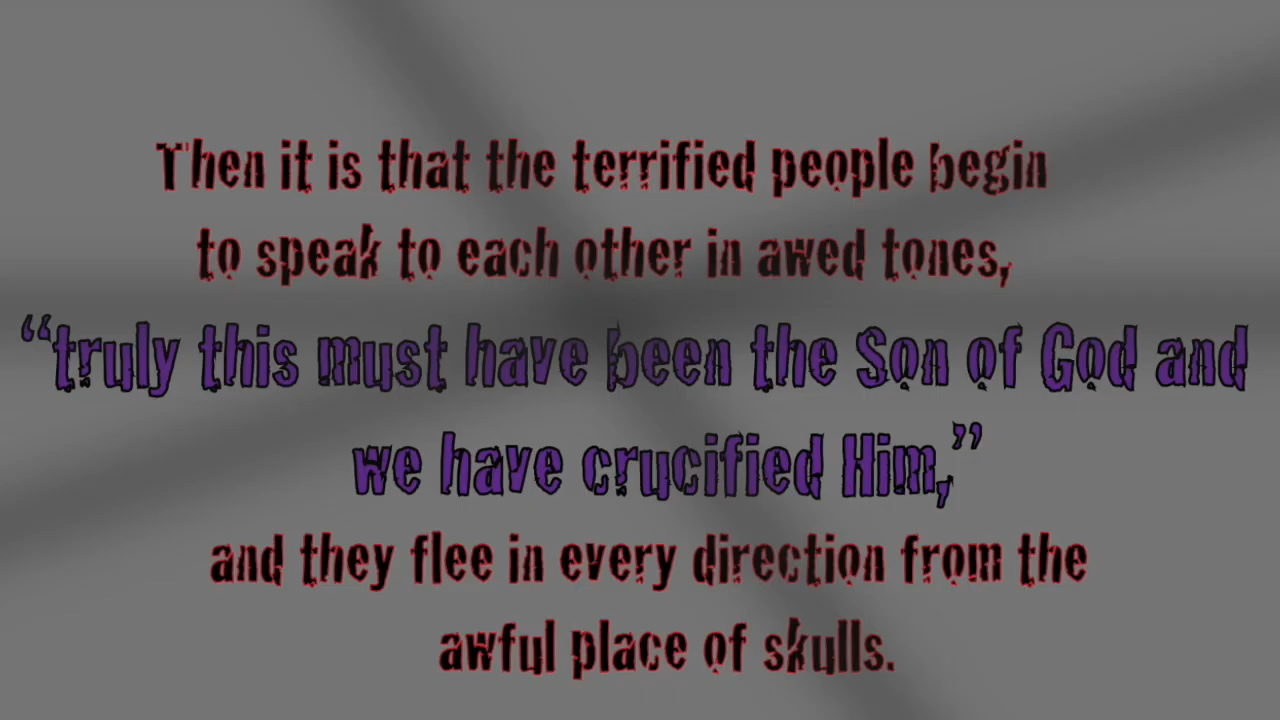 Then it is that the terrified people begin
to speak to each other in awed tones,
“truly this must have been the Son of God and
we have crucified Him,”
and they flee in every direction from the
awful place of skulls.